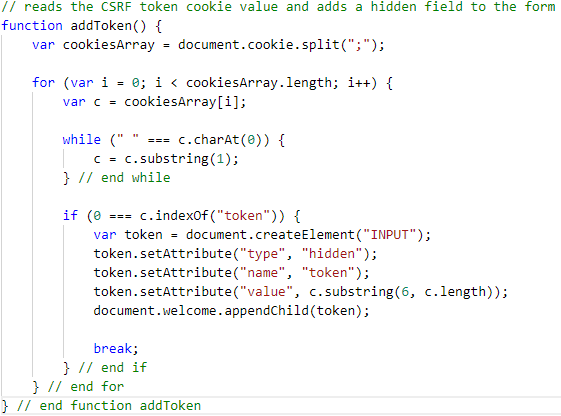 // reads the CSRF token cookie value and adds a hidden field to the form
function addToken() {
    var cookiesArray = document.cookie.split(";");

    for (var i = 0; i < cookiesArray.length; i++) {
        var c = cookiesArray[i];

        while (" " === c.charAt(0)) {
            c = c.substring(1);
        } // end while

        if (0 === c.indexOf("token")) {
            var token = document.createElement("INPUT");
            token.setAttribute("type", "hidden");
            token.setAttribute("name", "token");
            token.setAttribute("value", c.substring(6, c.length));
            document.welcome.appendChild(token);

            break;
        } // end if
    } // end for
} // end function addToken